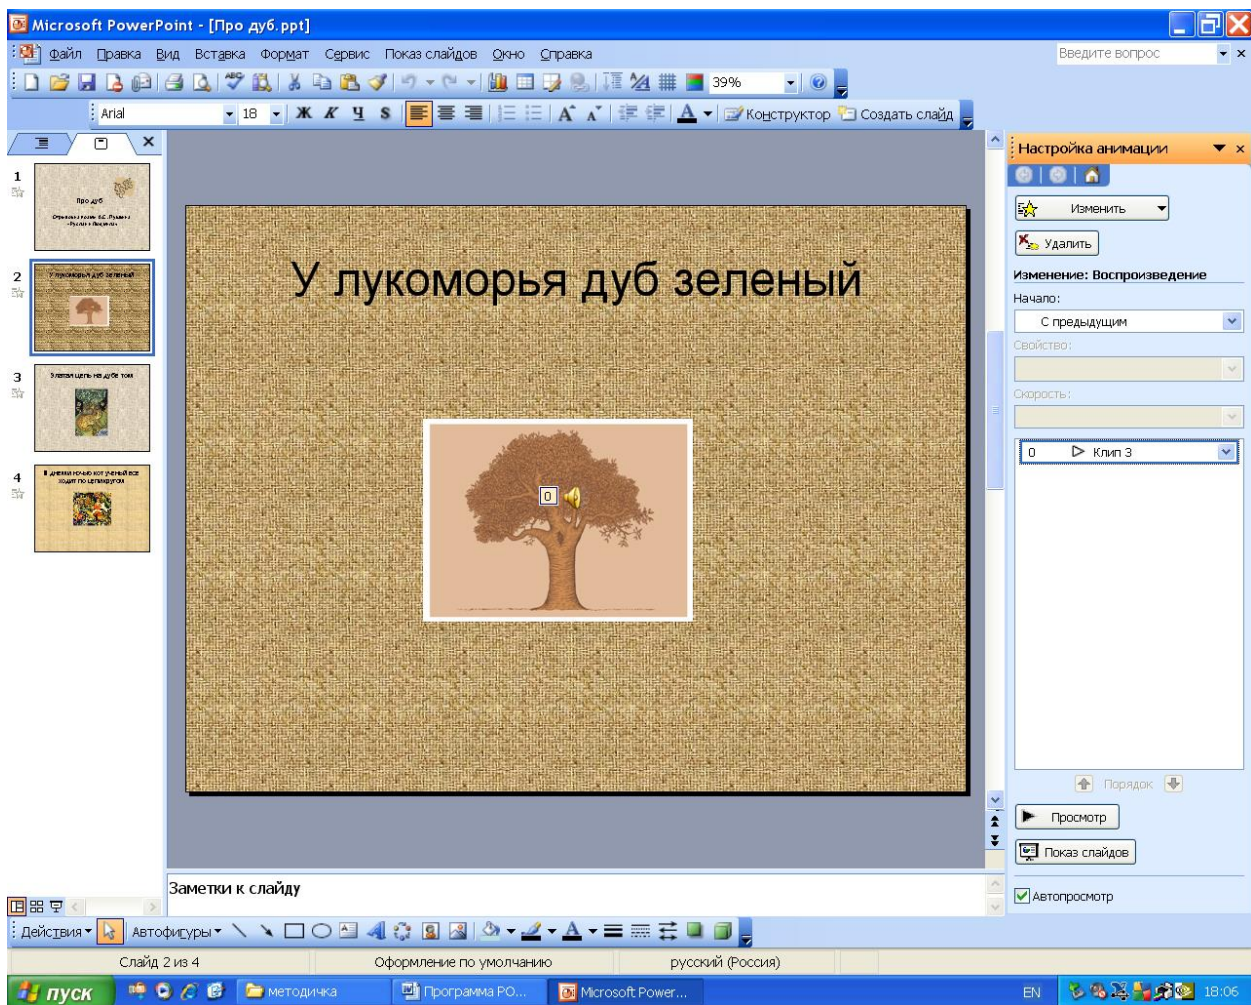 Microsoft PowerPoint - [Про дуб.ppt]
Файл Правка Вид Вставка Формат Сервис Показ слайдов Окно Справка
Введите вопрос
39%
Arial 18 Ж К Ч S Конструктор Создать слайд
1
Про дуб
2
У лукоморья дуб зеленый
3
Златая цепь на дубе том
4
И днем и ночью кот ученый все
ходит по цепи кругом
У лукоморья дуб зеленый
0
Заметки к слайду
Настройка анимации
Изменить
Удалить
Изменение: Воспроизведение
Начало:
С предыдущим
Свойство:
Скорость:
0 Клип 3
Порядок
Просмотр
Показ слайдов
Автопросмотр
Действия Автофигуры
Слайд 2 из 4 Оформление по умолчанию русский (Россия)
пуск методичка Программа РО... Microsoft Power... EN 18:06